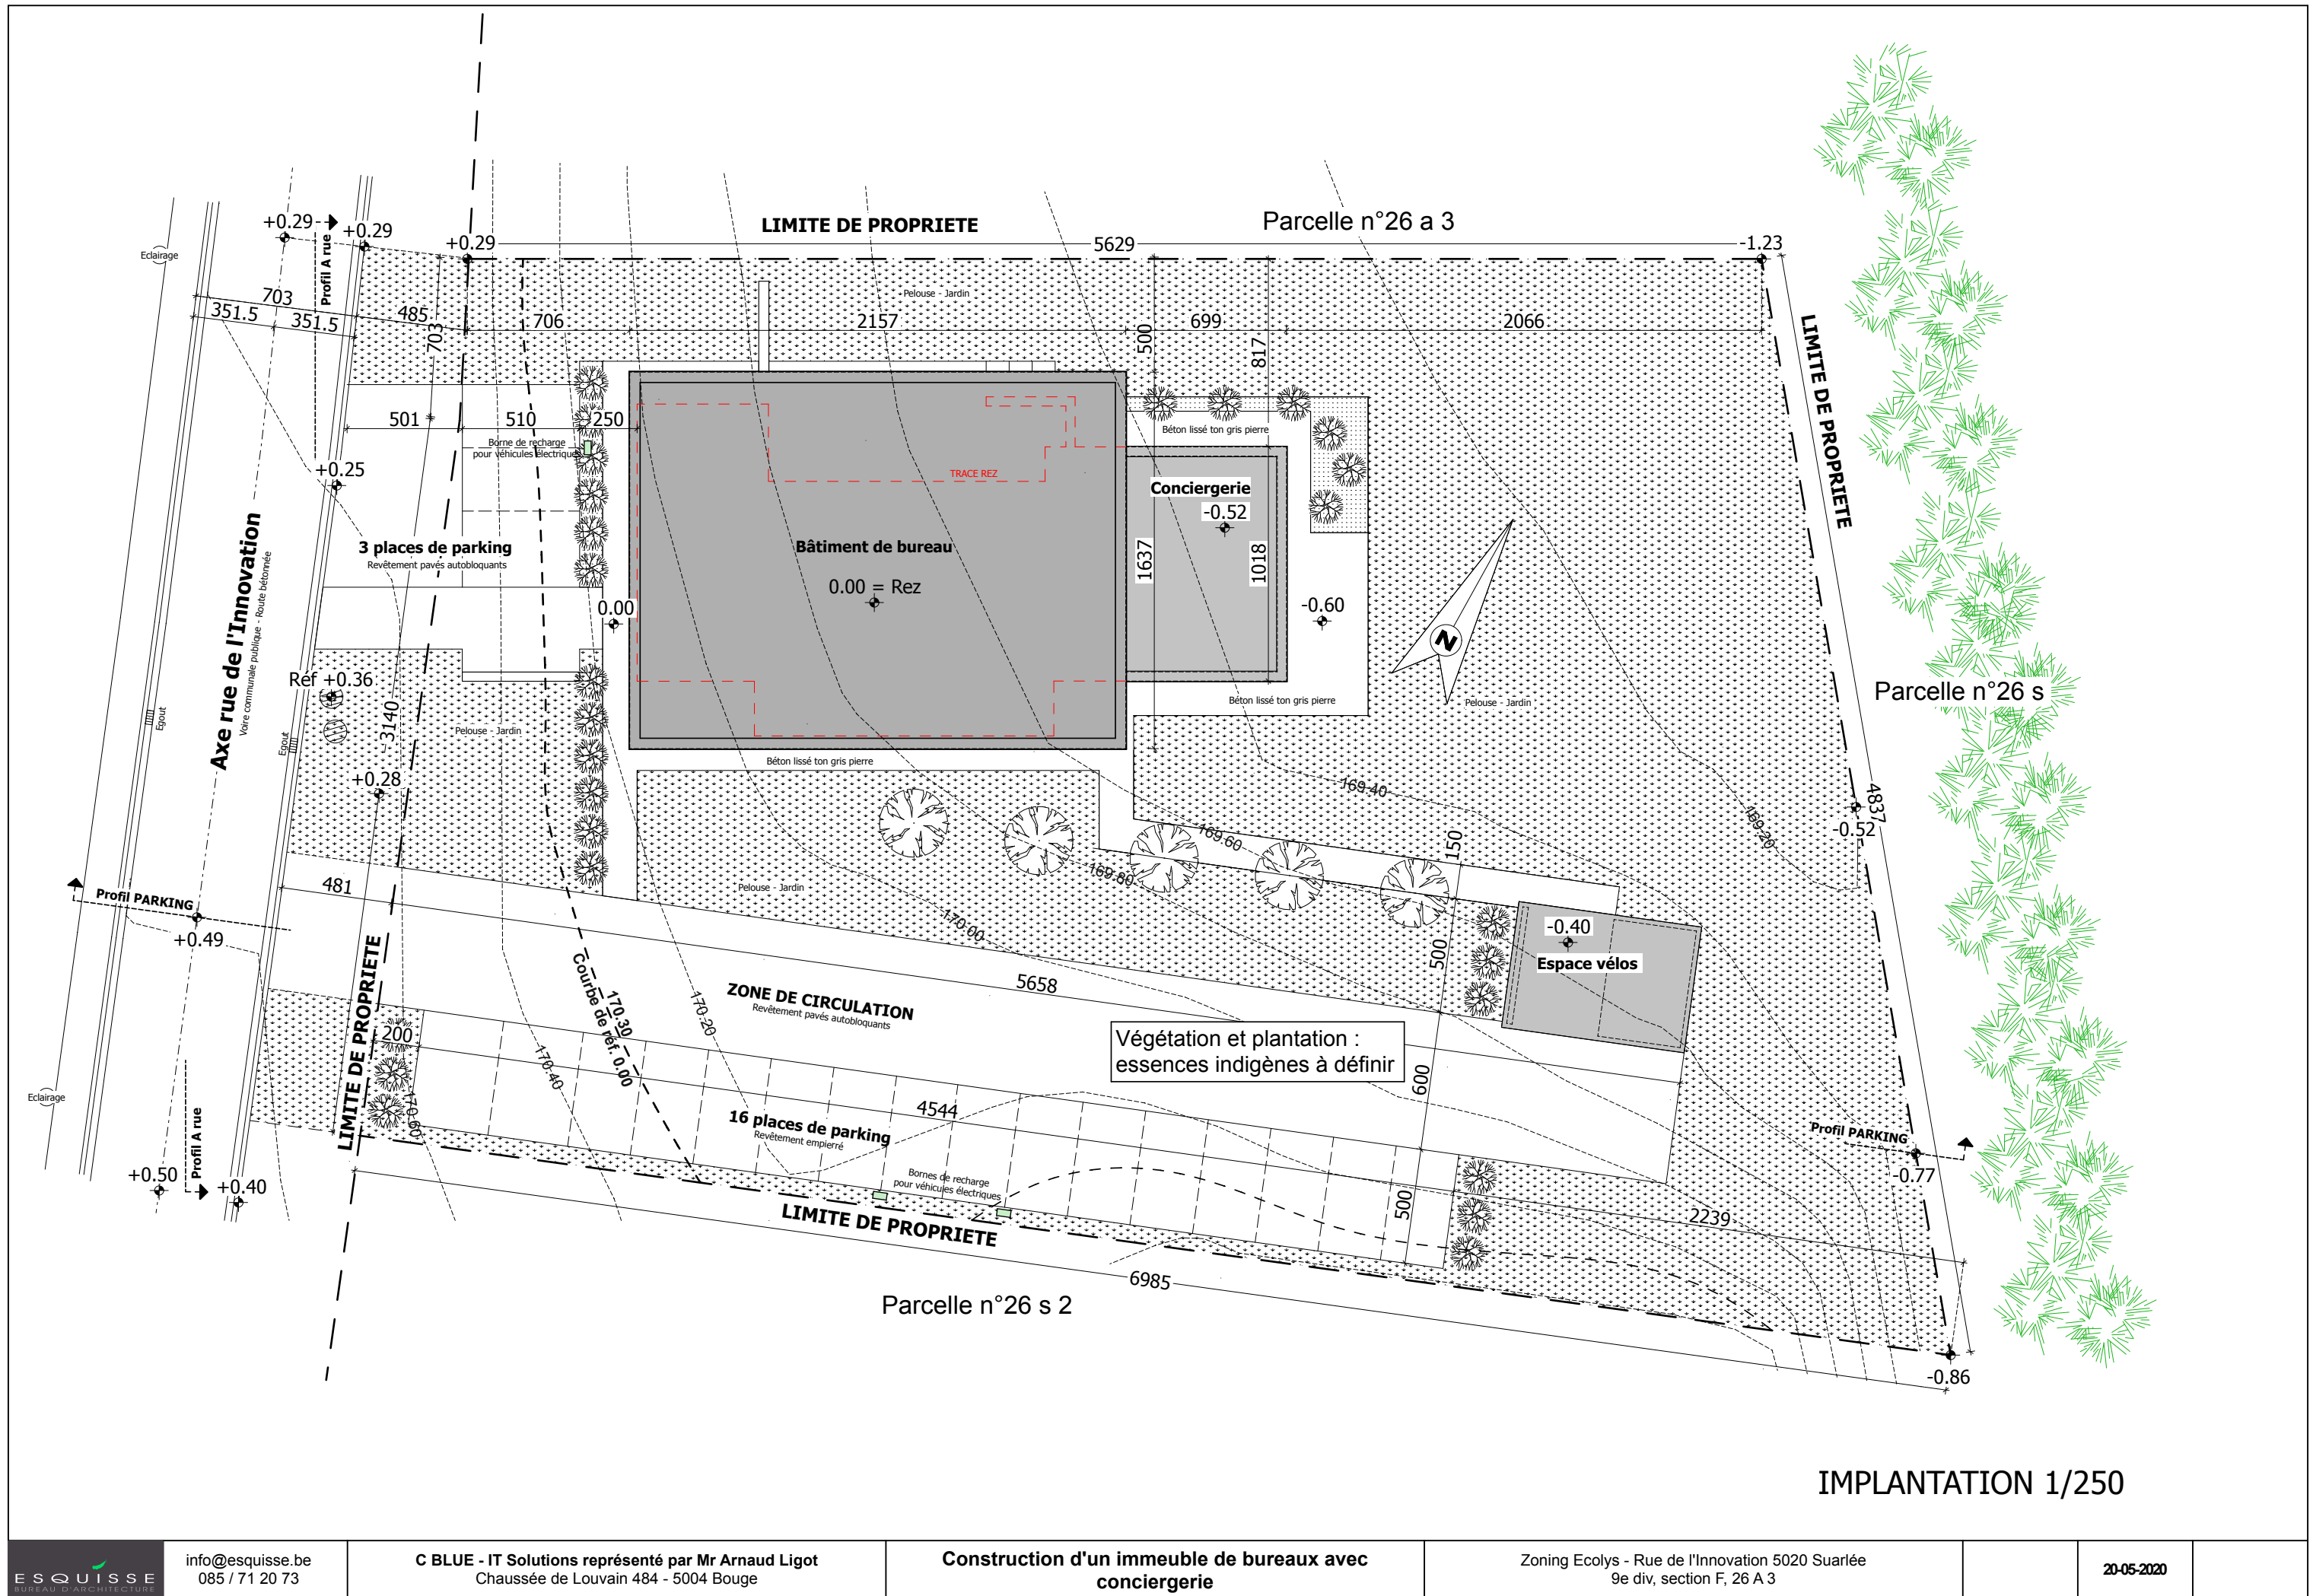 LIMITE DE PROPRIETE
Parcelle n°26 a 3
+0.29
+0.29
+0.29
5629
-1.23
Eclairage
Profil A rue
703
351.5
351.5
485
703
706
2157
699
2066
500
817
Pelouse - Jardin
501
510
250
Borne de recharge
pour véhicules électriques
Béton lissé ton gris pierre
TRACE REZ
+0.25
Conciergerie
-0.52
LIMITE DE PROPRIETE
Axe rue de l'Innovation
Voirie communale publique - Route bétonnée
3 places de parking
Revêtement pavés autobloquants
Bâtiment de bureau
0.00 = Rez
0.00
1637
1018
-0.60
N
Réf +0.36
3140
Egout
Egout
Pelouse - Jardin
Béton lissé ton gris pierre
Pelouse - Jardin
Parcelle n°26 s
+0.28
Béton lissé ton gris pierre
169.40
169.60
169.80
170.00
169.20
4837
-0.52
150
481
Pelouse - Jardin
Profil PARKING
+0.49
-0.40
Espace vélos
500
LIMITE DE PROPRIETE
5658
ZONE DE CIRCULATION
Revêtement pavés autobloquants
170.30
Courbe de réf. 0.00
170.20
170.40
170.60
200
Végétation et plantation :
essences indigènes à définir
600
4544
16 places de parking
Revêtement empierré
Bornes de recharge
pour véhicules électriques
Eclairage
Profil A rue
+0.50
+0.40
Profil PARKING
-0.77
500
2239
LIMITE DE PROPRIETE
6985
Parcelle n°26 s 2
-0.86
IMPLANTATION 1/250
ESQUISSE
BUREAU D'ARCHITECTURE
info@esquisse.be
085 / 71 20 73
C BLUE - IT Solutions représenté par Mr Arnaud Ligot
Chaussée de Louvain 484 - 5004 Bouge
Construction d'un immeuble de bureaux avec
conciergerie
Zoning Ecolys - Rue de l'Innovation 5020 Suarlée
9e div, section F, 26 A 3
20-05-2020